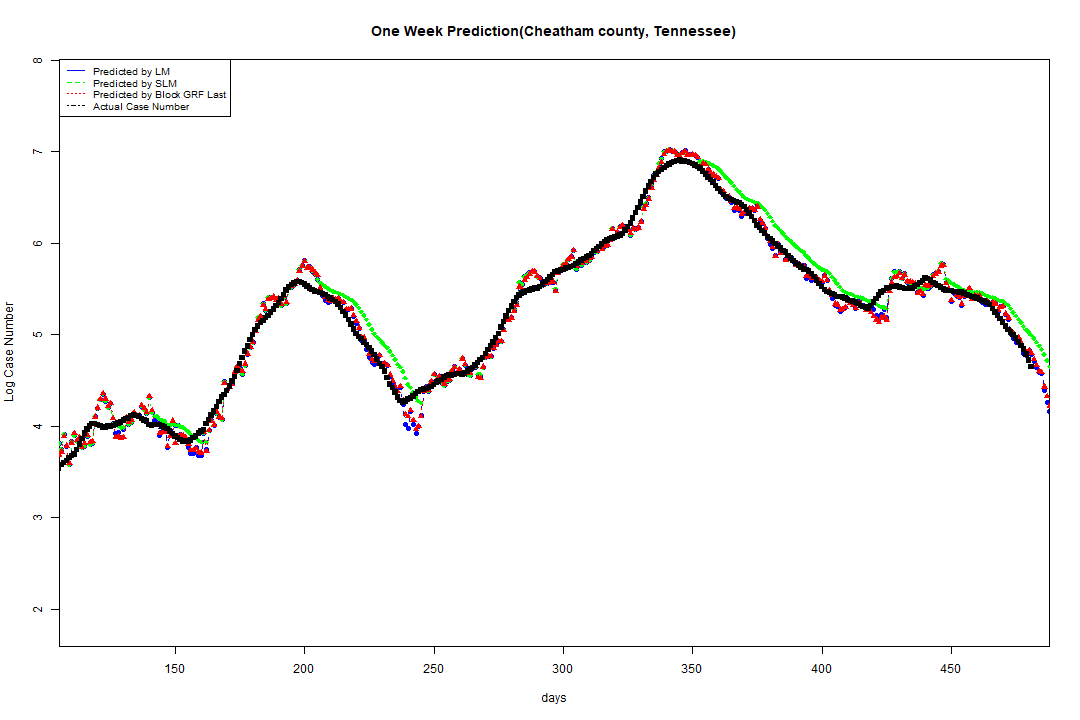 One Week Prediction(Cheatham county, Tennessee)
Predicted by LM
Predicted by SLM
Predicted by Block GRF Last
Actual Case Number
8
7
6
5
4
3
2
Log Case Number
150 200 250 300 350 400 450
days